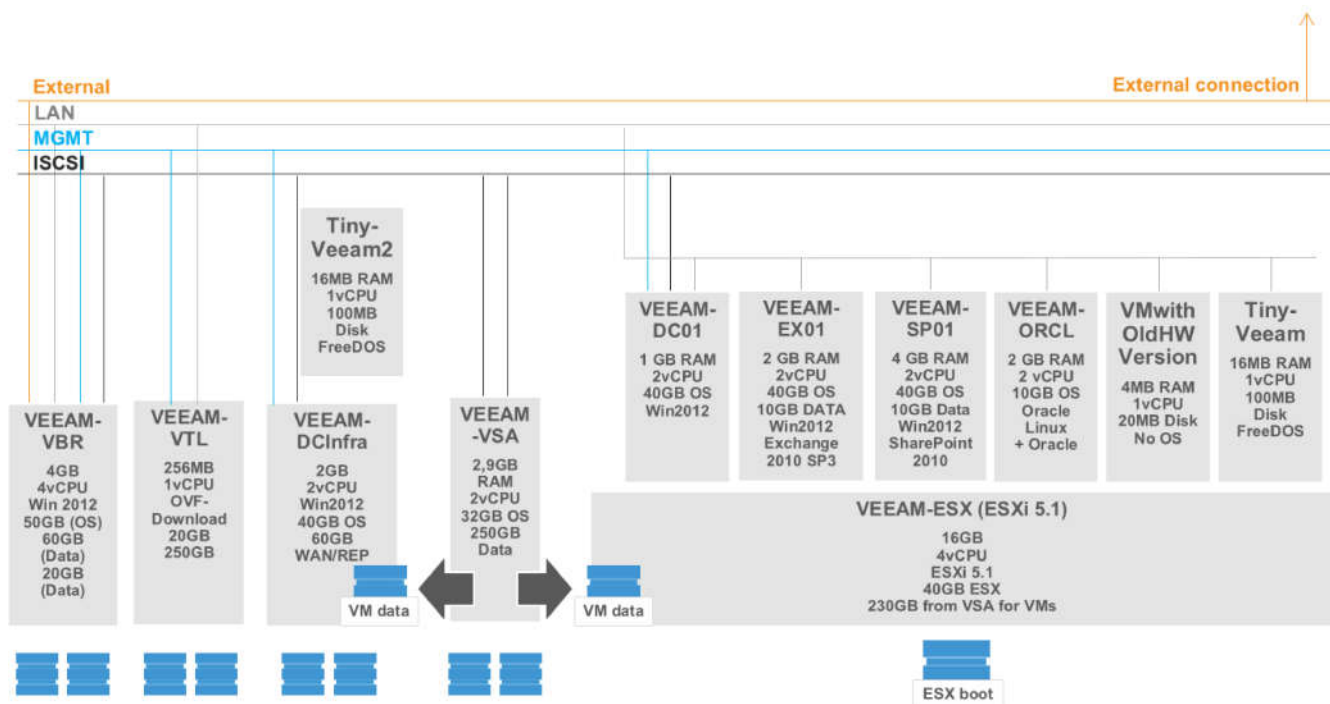 External
External connection
LAN
MGMT
ISCSI
Tiny-
Veeam2
16MB RAM
1vCPU
100MB
Disk
FreeDOS
VEEAM-
DC01
1 GB RAM
2vCPU
40GB OS
Win2012
VEEAM-
EX01
2 GB RAM
2vCPU
40GB OS
10GB DATA
Win2012
Exchange
2010 SP3
VEEAM-
SP01
4 GB RAM
2vCPU
40GB OS
10GB Data
Win2012
SharePoint
2010
VEEAM-
ORCL
2 GB RAM
2 vCPU
10GB OS
Oracle
Linux
+ Oracle
VMwith
OldHW
Version
4MB RAM
1vCPU
20MB Disk
No OS
Tiny-
Veeam
16MB RAM
1vCPU
100MB
Disk
FreeDOS
VEEAM-
VBR
4GB
4vCPU
Win 2012
50GB (OS)
60GB
(Data)
20GB
(Data)
VEEAM-
VTL
256MB
1vCPU
OVF-
Download
20GB
250GB
VEEAM-
DCInfra
2GB
2vCPU
Win2012
40GB OS
60GB
WAN/REP
VM data
VEEAM
-VSA
2,9GB
RAM
2vCPU
32GB OS
250GB
Data
VM data
VEEAM-ESX (ESXi 5.1)
16GB
4vCPU
ESXi 5.1
40GB ESX
230GB from VSA for VMs
ESX boot